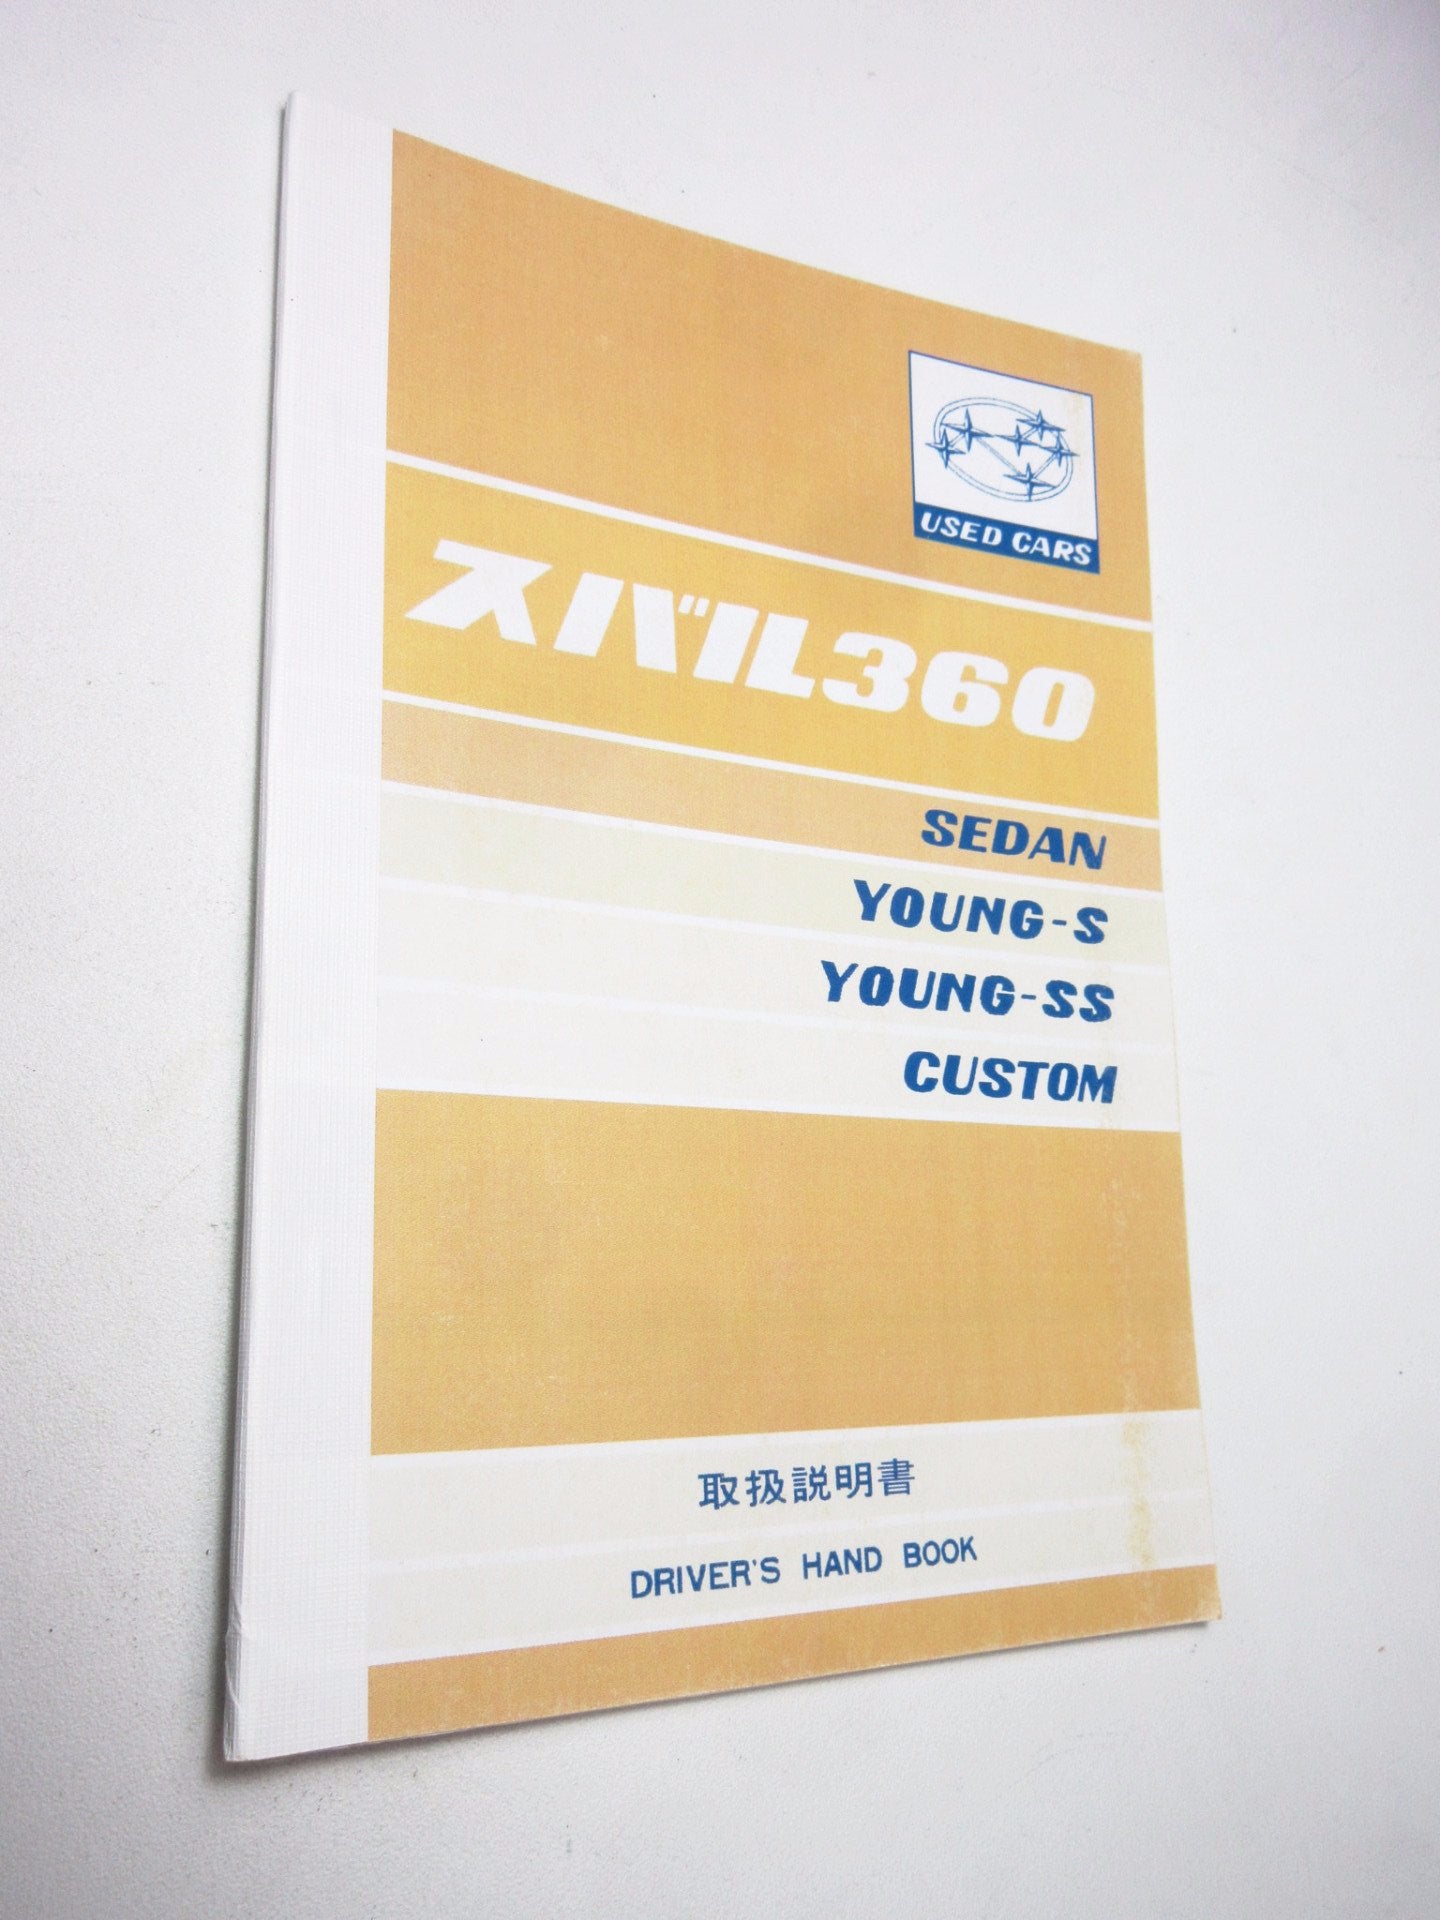 USED CARS
スバル360
SEDAN
YOUNG-S
YOUNG-SS
CUSTOM
取扱説明書
DRIVER'S HAND BOOK